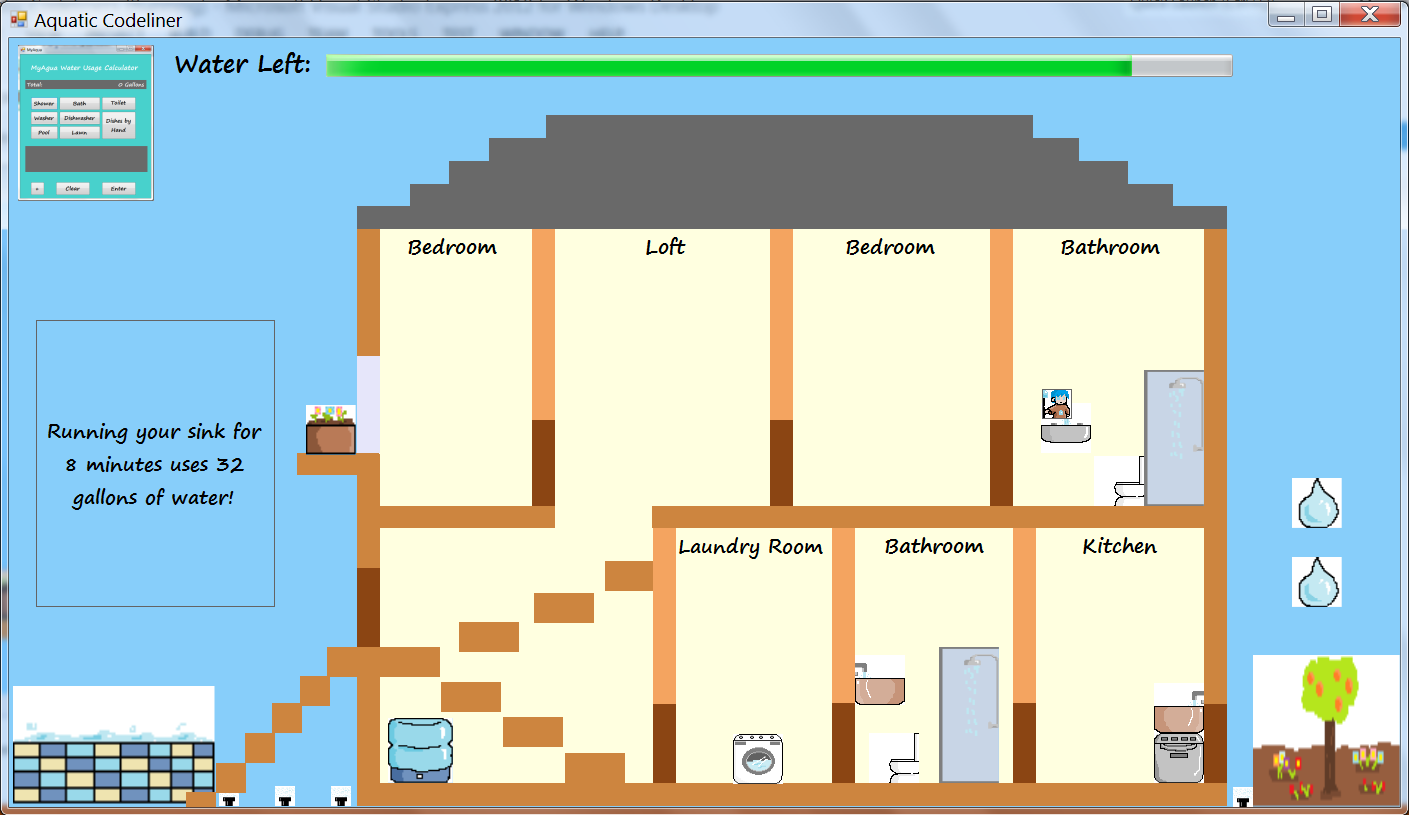 Aquatic Codeliner
MyAqua
MyAgua Water Usage Calculator
Total: 0 Gallons
Shower Bath Toilet
Washer Dishwasher Dishes by Hand
Pool Lawn
Clear Enter
Water Left:
Bedroom Loft Bedroom Bathroom
Running your sink for
8 minutes uses 32
gallons of water!
Laundry Room Bathroom Kitchen